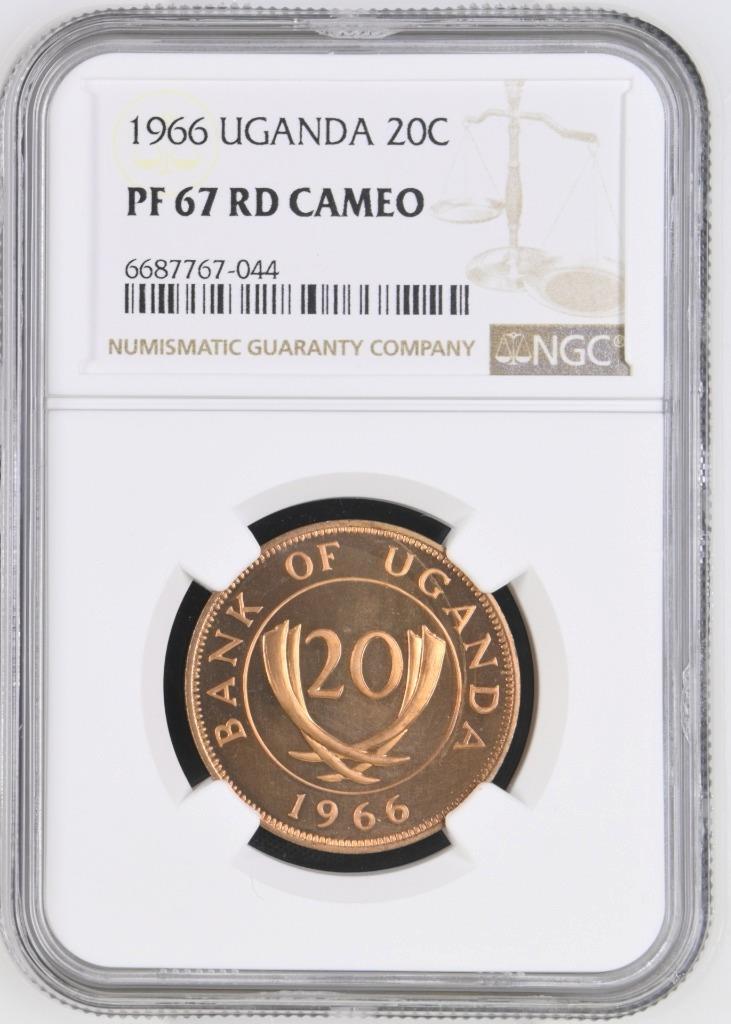 1966 UGANDA 20C
PF 67 RD CAMEO
6687767-044
NUMISMATIC GUARANTY COMPANY
NGC®
BANK OF UGANDA
20
1966